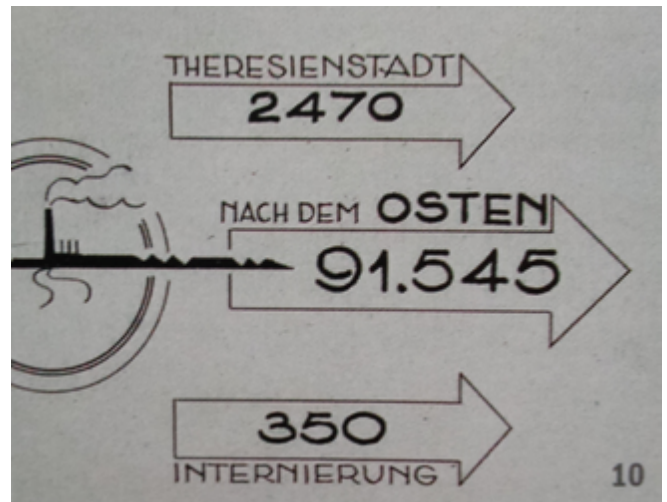 THERESIENSTADT
2470
NACH DEM OSTEN
91.545
350
INTERNIERUNG
10